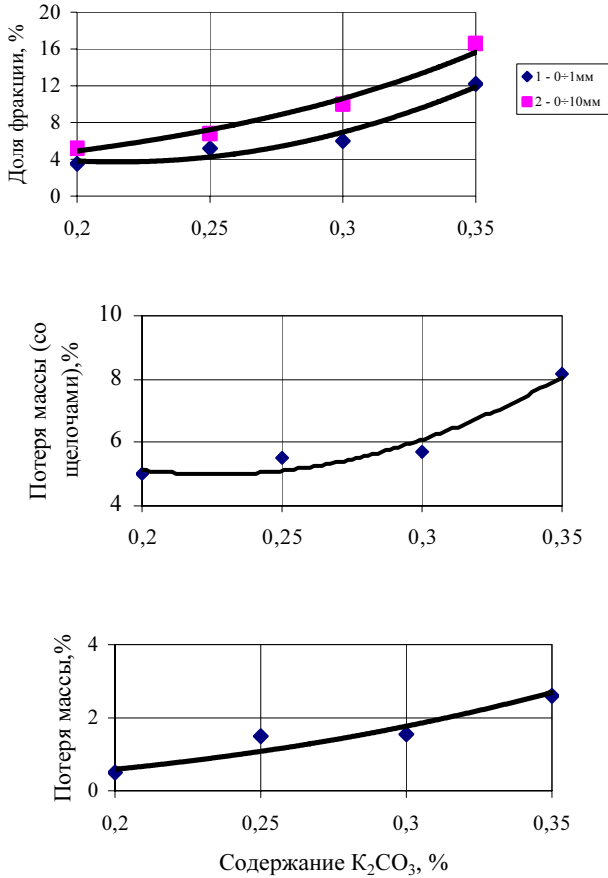 20
16
12
8
4
0
Доля фракции, %
0,2 0,25 0,3 0,35
1 - 0÷1мм
2 - 0÷10мм
10
8
6
4
Потеря массы (со
щелочами),%
0,2 0,25 0,3 0,35
4
2
0
Потеря массы,%
0,2 0,25 0,3 0,35
Содержание K₂CO₃, %